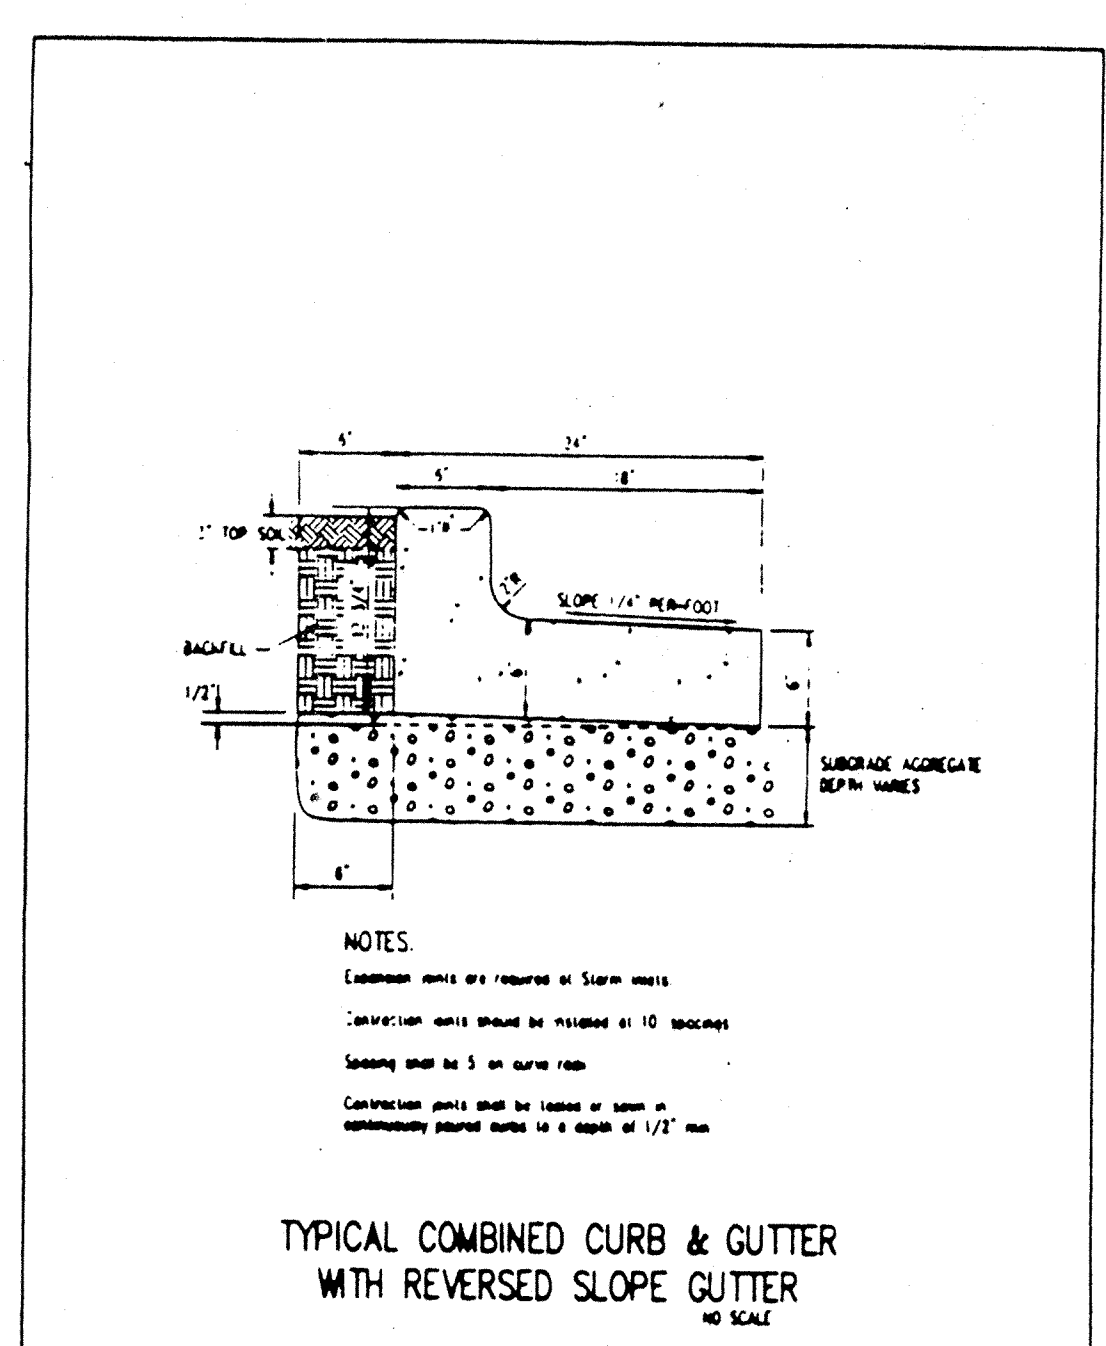 24"
18"
TOP SOIL
1"R
2"R
SLOPE 1/4" PER FOOT
BACKFILL
1/2"
6"
6"
SUBGRADE AGGREGATE
DEPTH VARIES
6"
NOTES.
Expansion joints are required at Storm inlets
Contraction joints should be installed at 10 spacings
Spacing shall be 5 on curve radii
Contraction joints shall be tooled or sawn in
continuously poured curbs to a depth of 1/2" min
TYPICAL COMBINED CURB & GUTTER
WITH REVERSED SLOPE GUTTER
NO SCALE